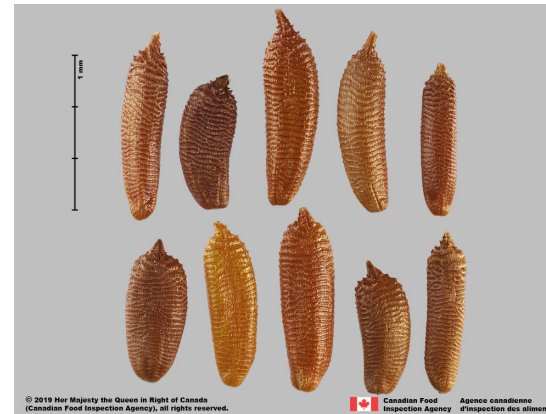 1 mm
© 2019 Her Majesty the Queen in Right of Canada
(Canadian Food Inspection Agency), all rights reserved.
Canadian Food
Inspection Agency
Agence canadienne
d'inspection des alimen